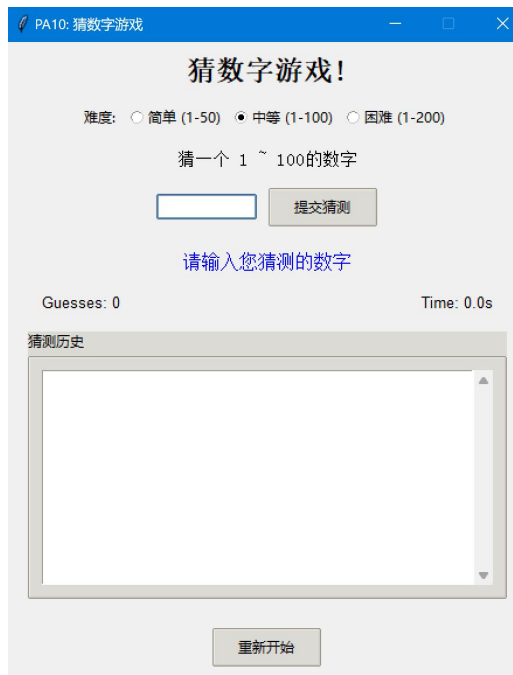 PA10: 猜数字游戏
猜数字游戏!
难度: 简单 (1-50) 中等 (1-100) 困难 (1-200)
猜一个 1 ~ 100的数字
提交猜测
请输入您猜测的数字
Guesses: 0 Time: 0.0s
猜测历史
重新开始